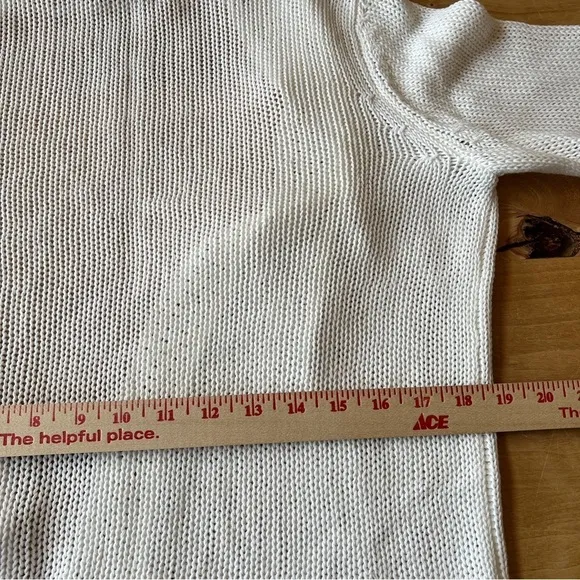 8 9 10 11 12 13 14 15 16 17 18 19 20
The helpful place.
ACE
Th